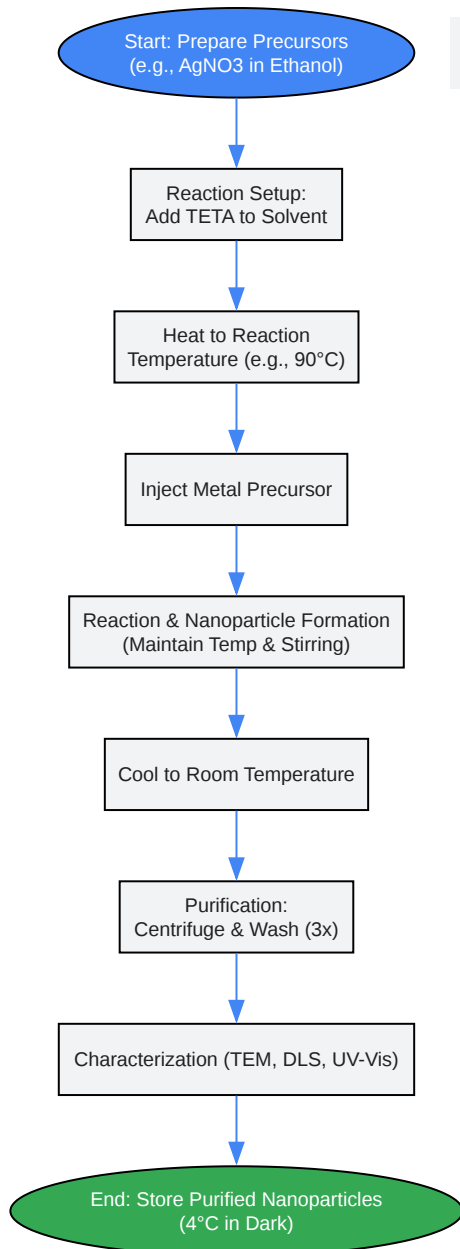 Start: Prepare Precursors
(e.g., AgNO3 in Ethanol)
Reaction Setup:
Add TETA to Solvent
Heat to Reaction
Temperature (e.g., 90°C)
Inject Metal Precursor
Reaction & Nanoparticle Formation
(Maintain Temp & Stirring)
Cool to Room Temperature
Purification:
Centrifuge & Wash (3x)
Characterization (TEM, DLS, UV-Vis)
End: Store Purified Nanoparticles
(4°C in Dark)